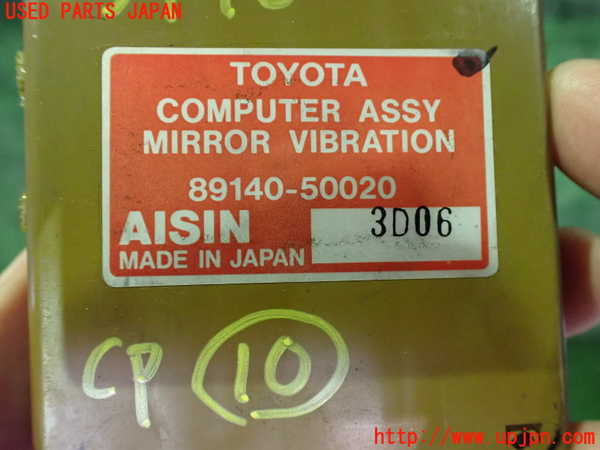 USED PARTS JAPAN
TOYOTA
COMPUTER ASSY
MIRROR VIBRATION
89140-50020
AISIN
3D06
MADE IN JAPAN
CP 10
http://www.upjpn.com/